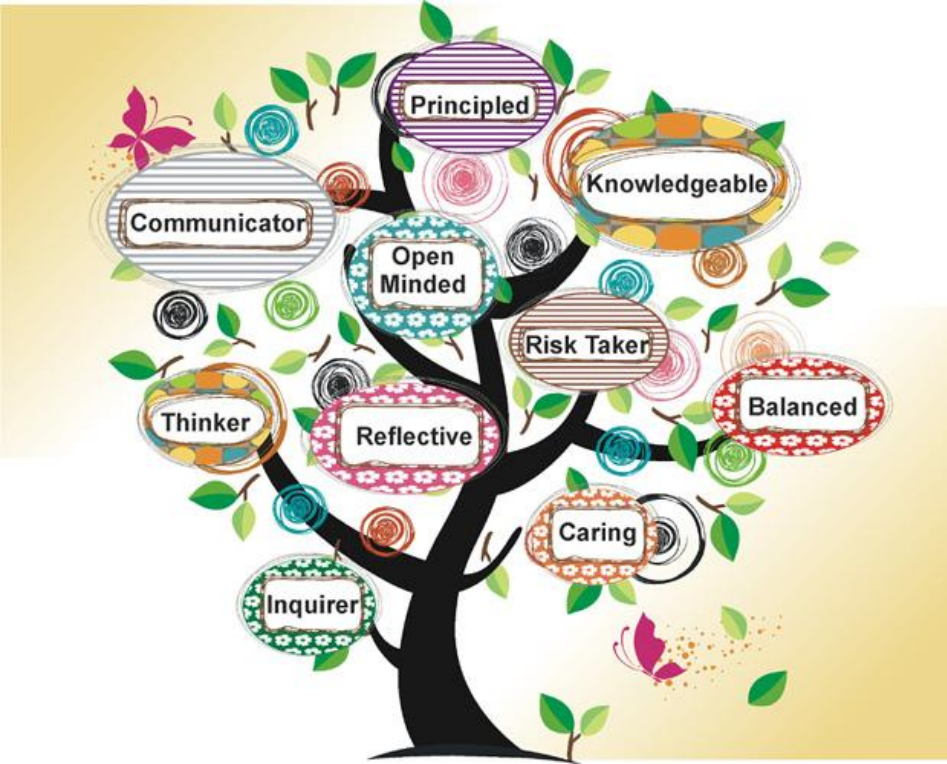 Principled
Knowledgeable
Communicator
Open
Minded
Risk Taker
Balanced
Thinker
Reflective
Caring
Inquirer